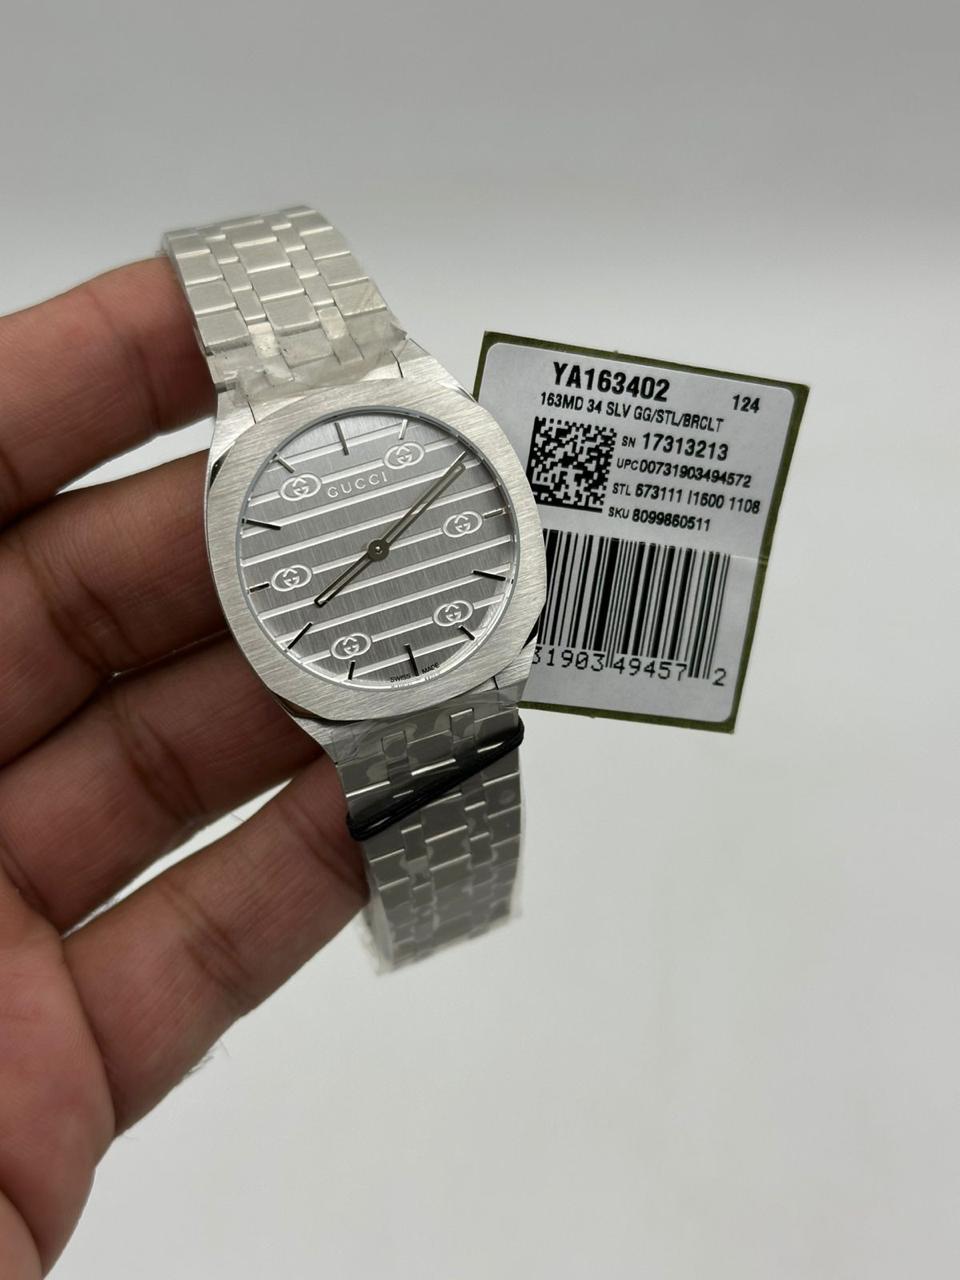 GUCCI
SWISS MADE
YA163402
124
163MD 34 SLV GG/STL/BRCLT
SN 17313213
UPC 00731903494572
STL 673111 I1600 1108
SKU 8099860511
31903 49457 2